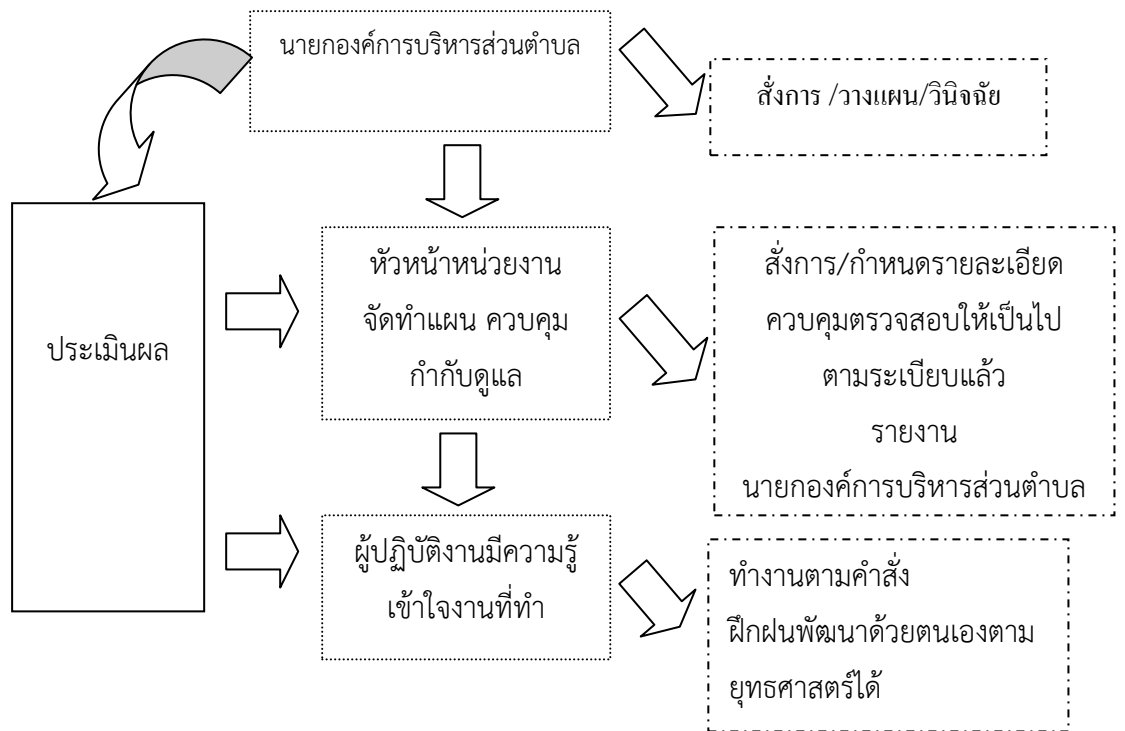 นายกองค์การบริหารส่วนตำบล
สั่งการ /วางแผน/วินิจฉัย
ประเมินผล
หัวหน้าหน่วยงาน
จัดทำแผน ควบคุม
กำกับดูแล
สั่งการ/กำหนดรายละเอียด
ควบคุมตรวจสอบให้เป็นไป
ตามระเบียบแล้ว
รายงาน
นายกองค์การบริหารส่วนตำบล
ผู้ปฏิบัติงานมีความรู้
เข้าใจงานที่ทำ
ทำงานตามคำสั่ง
ฝึกฝนพัฒนาด้วยตนเองตาม
ยุทธศาสตร์ได้